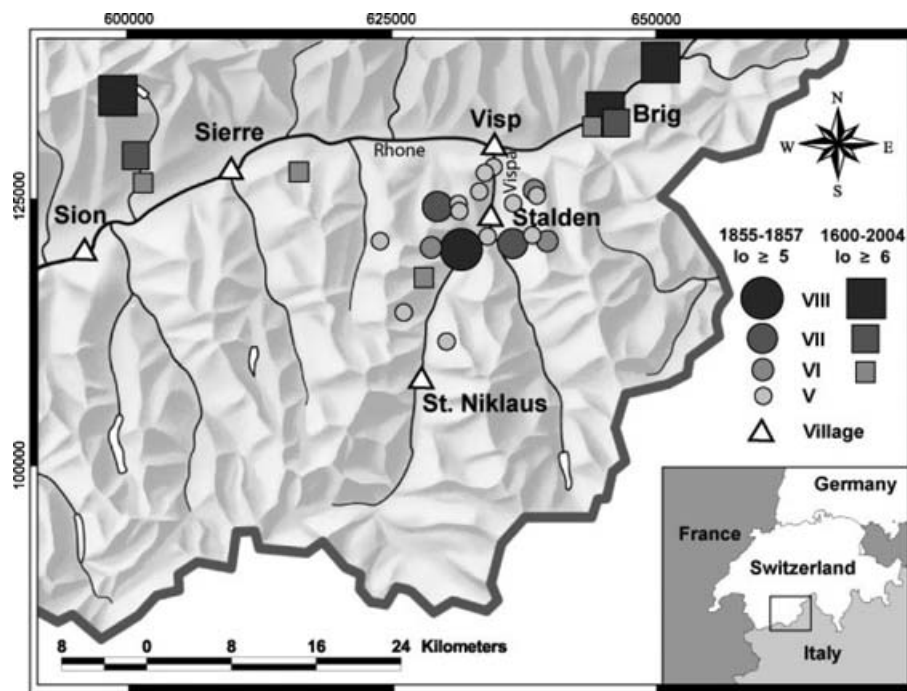 600000 625000 650000
Visp
Brig
Sierre
Rhone
Vispa
N
W E
S
125000
Sion
Stalden
1855-1857 1600-2004
Io ≥ 5 Io ≥ 6
VIII
VII
VI
V
Village
St. Niklaus
100000
Germany
France
Switzerland
Italy
8 0 8 16 24 Kilometers